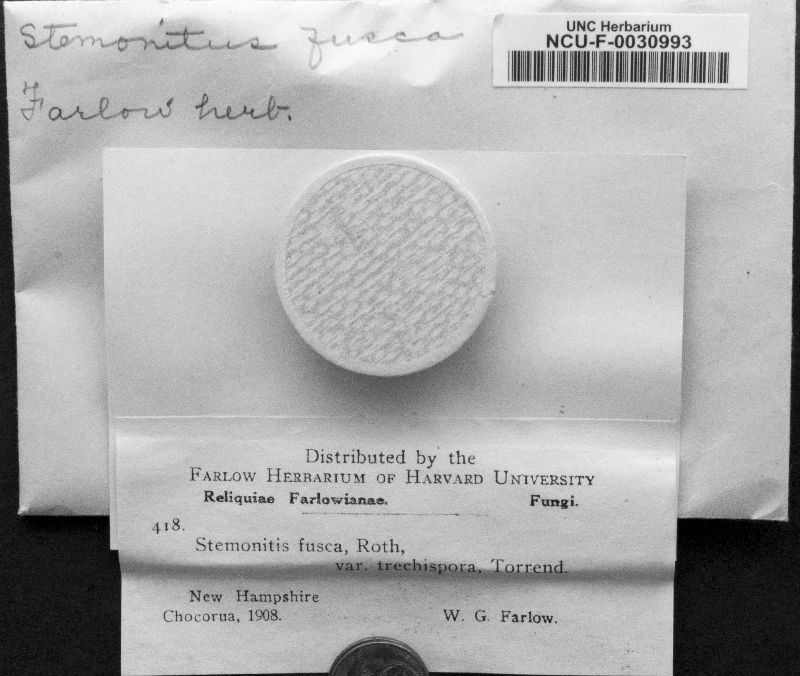 Stemonitus fusca
UNC Herbarium
NCU-F-0030993
Farlow herb.
Distributed by the
FARLOW HERBARIUM OF HARVARD UNIVERSITY
Reliquiae Farlowianae. Fungi.
418.
Stemonitis fusca, Roth,
var. trechispora, Torrend.
New Hampshire
Chocorua, 1908. W. G. Farlow.